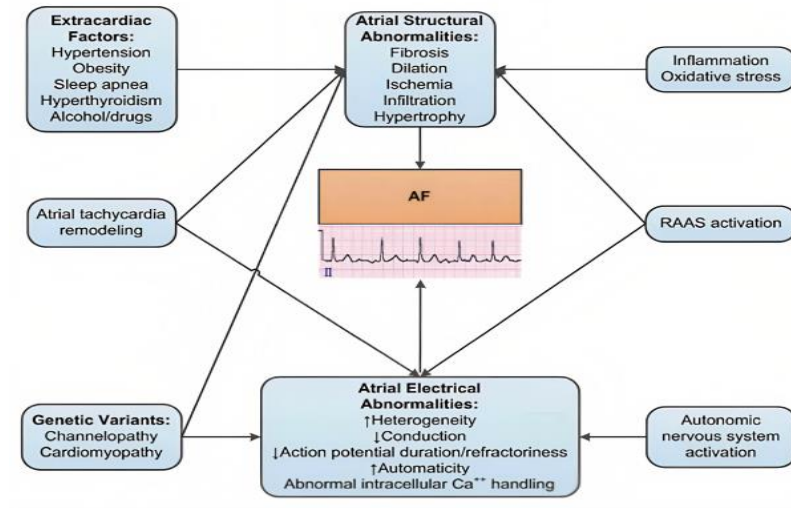 Extracardiac
Factors:
Hypertension
Obesity
Sleep apnea
Hyperthyroidism
Alcohol/drugs
Atrial Structural
Abnormalities:
Fibrosis
Dilation
Ischemia
Infiltration
Hypertrophy
Inflammation
Oxidative stress
Atrial tachycardia
remodeling
AF
II
RAAS activation
Genetic Variants:
Channelopathy
Cardiomyopathy
Atrial Electrical
Abnormalities:
↑Heterogeneity
↓Conduction
↓Action potential duration/refractoriness
↑Automaticity
Abnormal intracellular Ca⁺⁺ handling
Autonomic
nervous system
activation